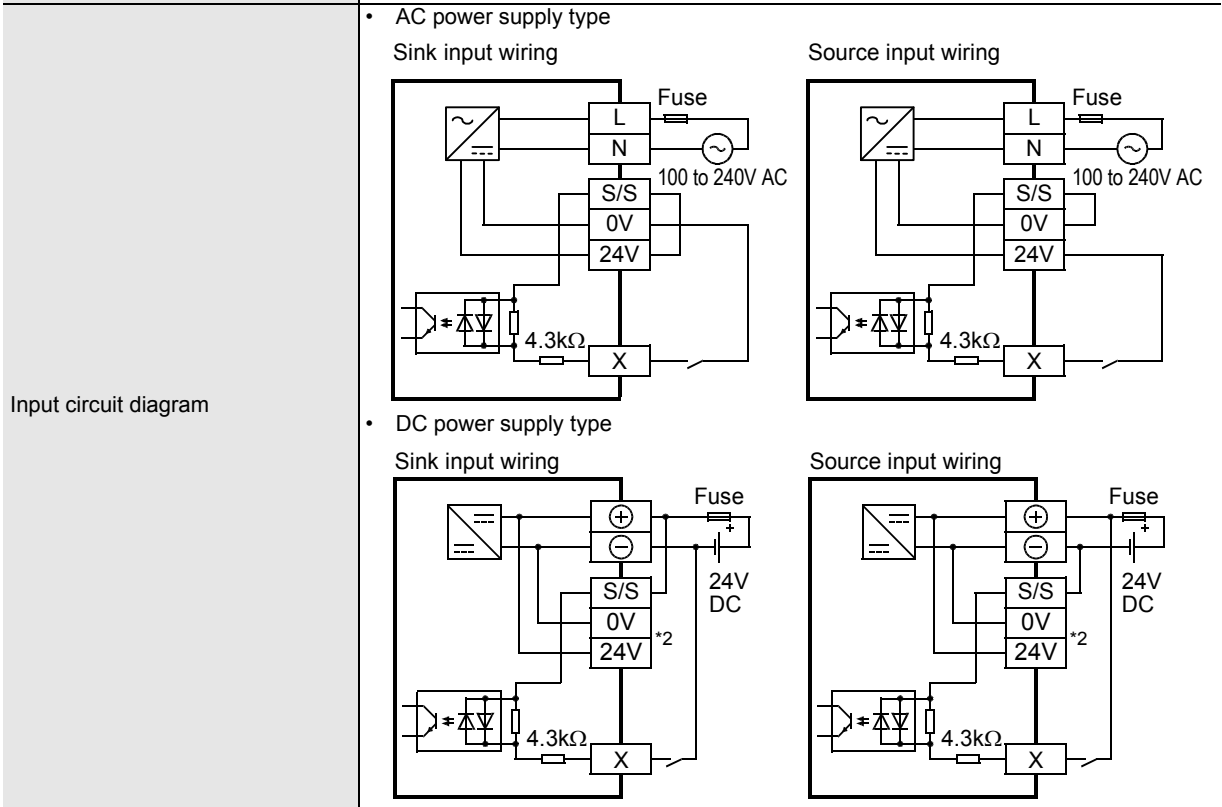 Input circuit diagram
• AC power supply type
Sink input wiring
Fuse
L
N
100 to 240V AC
S/S
0V
24V
4.3kΩ
X
Source input wiring
Fuse
L
N
100 to 240V AC
S/S
0V
24V
4.3kΩ
X
• DC power supply type
Sink input wiring
Fuse
+
24V
DC
S/S
0V
24V
*2
4.3kΩ
X
Source input wiring
Fuse
+
24V
DC
S/S
0V
24V
*2
4.3kΩ
X